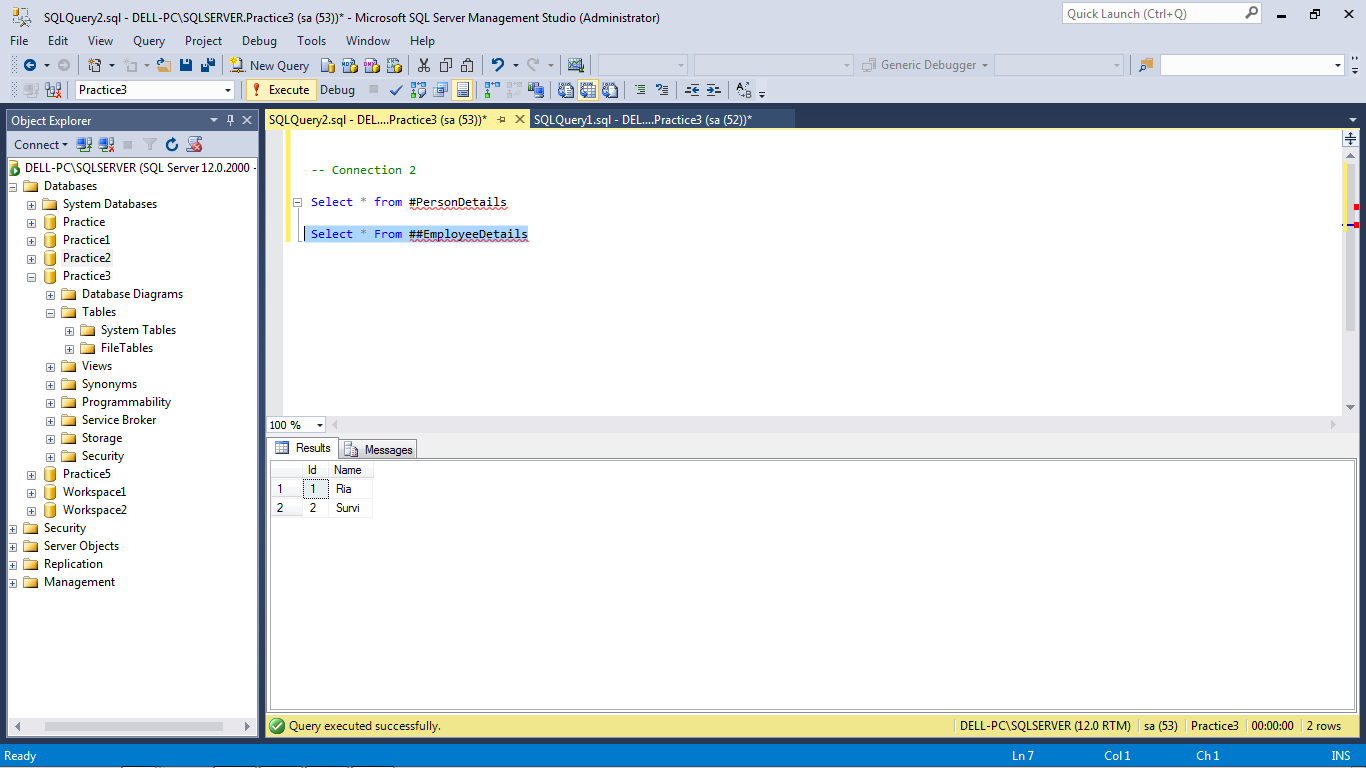 SQLQuery2.sql - DELL-PC\SQLSERVER.Practice3 (sa (53))* - Microsoft SQL Server Management Studio (Administrator)
Quick Launch (Ctrl+Q)
File Edit View Query Project Debug Tools Window Help
New Query
Generic Debugger
Practice3
Execute Debug
Object Explorer
SQLQuery2.sql - DEL....Practice3 (sa (53))* SQLQuery1.sql - DEL....Practice3 (sa (52))*
Connect
DELL-PC\SQLSERVER (SQL Server 12.0.2000 -
Databases
System Databases
Practice
Practice1
Practice2
Practice3
Database Diagrams
Tables
System Tables
FileTables
Views
Synonyms
Programmability
Service Broker
Storage
Security
Practice5
Workspace1
Workspace2
Security
Server Objects
Replication
Management
-- Connection 2
Select * from #PersonDetails
Select * From ##EmployeeDetails
100 %
Results Messages
Id Name
1 1 Ria
2 2 Survi
Query executed successfully.
DELL-PC\SQLSERVER (12.0 RTM) sa (53) Practice3 00:00:00 2 rows
Ready Ln 7 Col 1 Ch 1 INS